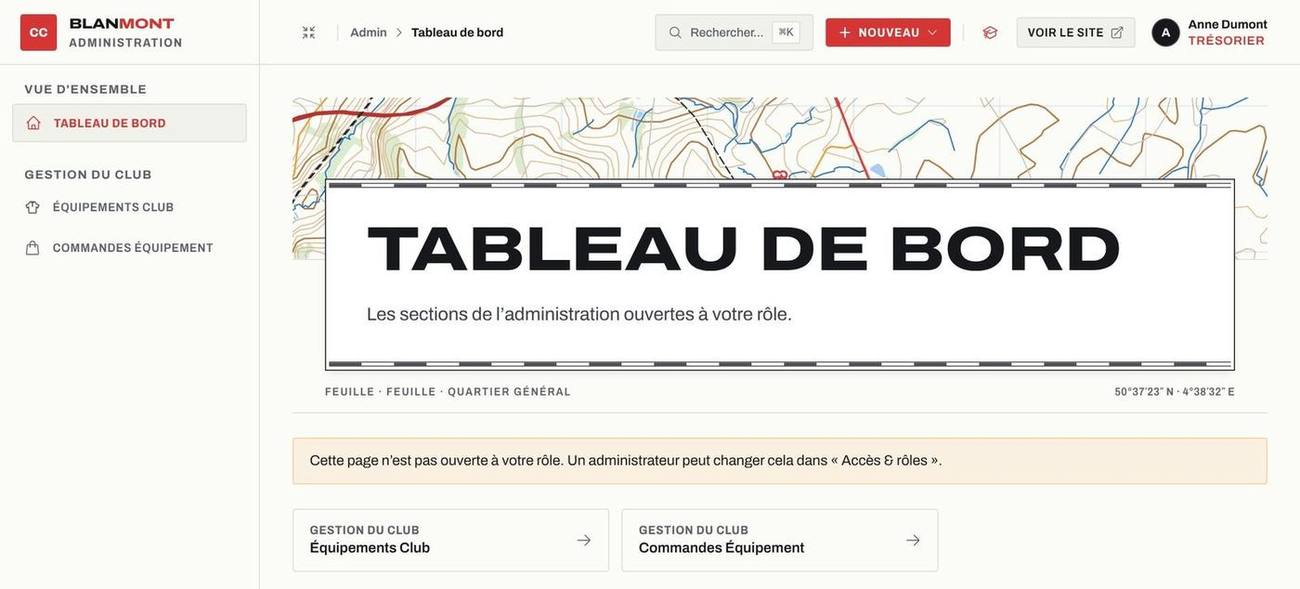 CC
BLANMONT
ADMINISTRATION
Admin > Tableau de bord
Rechercher... ⌘K
+ NOUVEAU
VOIR LE SITE
A
Anne Dumont
TRÉSORIER
VUE D'ENSEMBLE
TABLEAU DE BORD
GESTION DU CLUB
ÉQUIPEMENTS CLUB
COMMANDES ÉQUIPEMENT
TABLEAU DE BORD
Les sections de l’administration ouvertes à votre rôle.
FEUILLE · FEUILLE · QUARTIER GÉNÉRAL
50°37′23″ N · 4°38′32″ E
Cette page n’est pas ouverte à votre rôle. Un administrateur peut changer cela dans « Accès & rôles ».
GESTION DU CLUB
Équipements Club
GESTION DU CLUB
Commandes Équipement